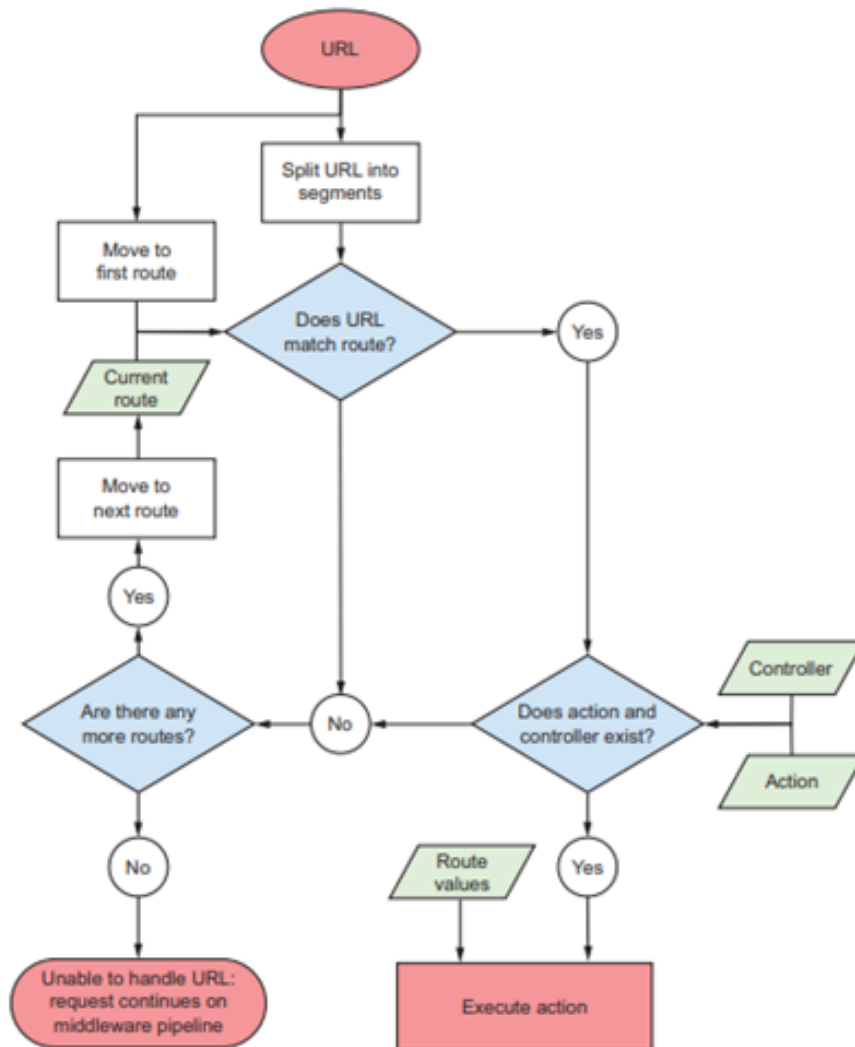 URL
Split URL into
segments
Move to
first route
Does URL
match route?
Yes
Current
route
Move to
next route
Yes
Controller
Are there any
more routes?
No
Does action and
controller exist?
Action
No
Route
values
Yes
Unable to handle URL:
request continues on
middleware pipeline
Execute action